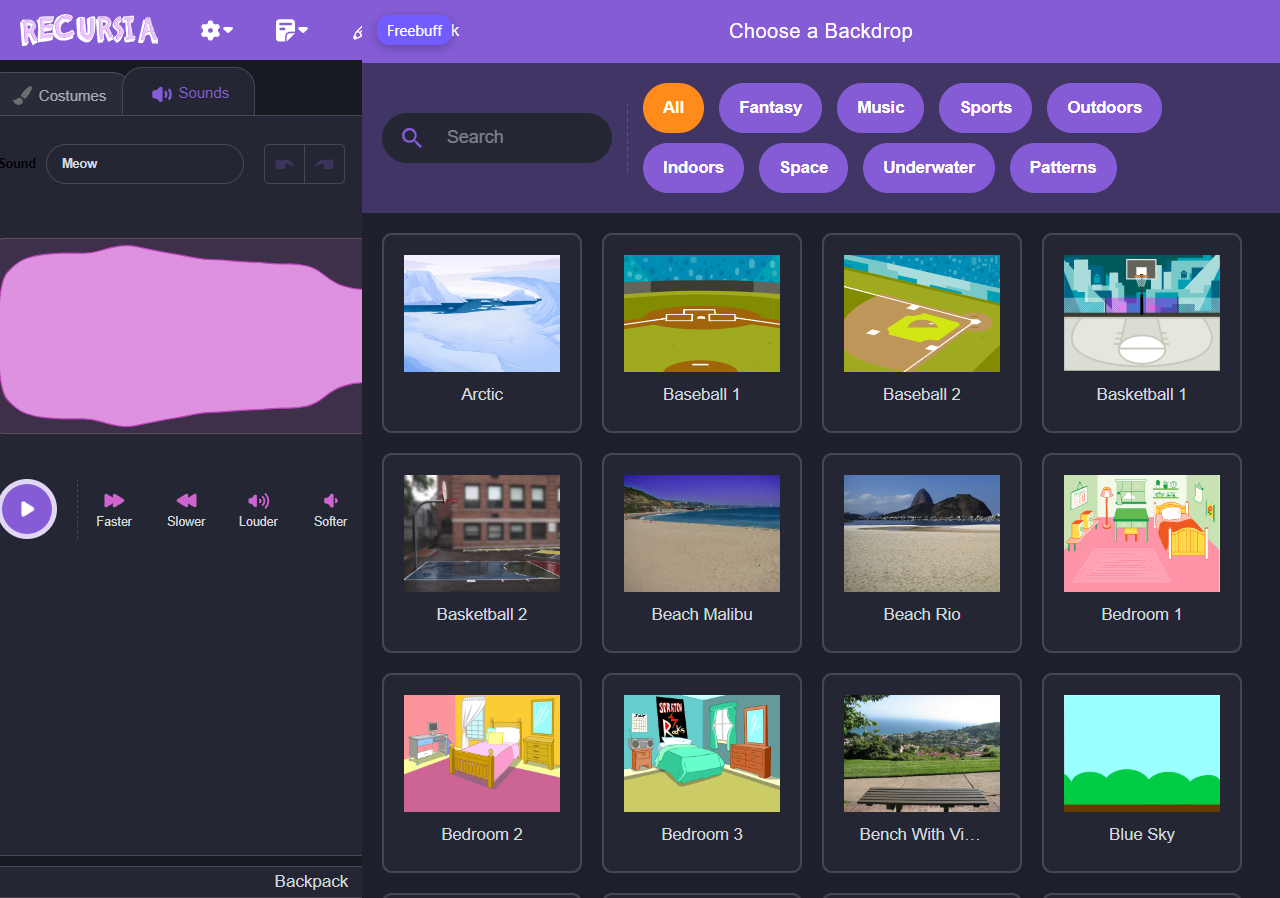 RECURSIA
Freebuff
k
Choose a Backdrop
Costumes
Sounds
Sound
Meow
Search
All
Fantasy
Music
Sports
Outdoors
Indoors
Space
Underwater
Patterns
Faster
Slower
Louder
Softer
Arctic
Baseball 1
Baseball 2
Basketball 1
Basketball 2
Beach Malibu
Beach Rio
Bedroom 1
SCRATCH
Rocks
Bedroom 2
Bedroom 3
Bench With Vi…
Blue Sky
Backpack